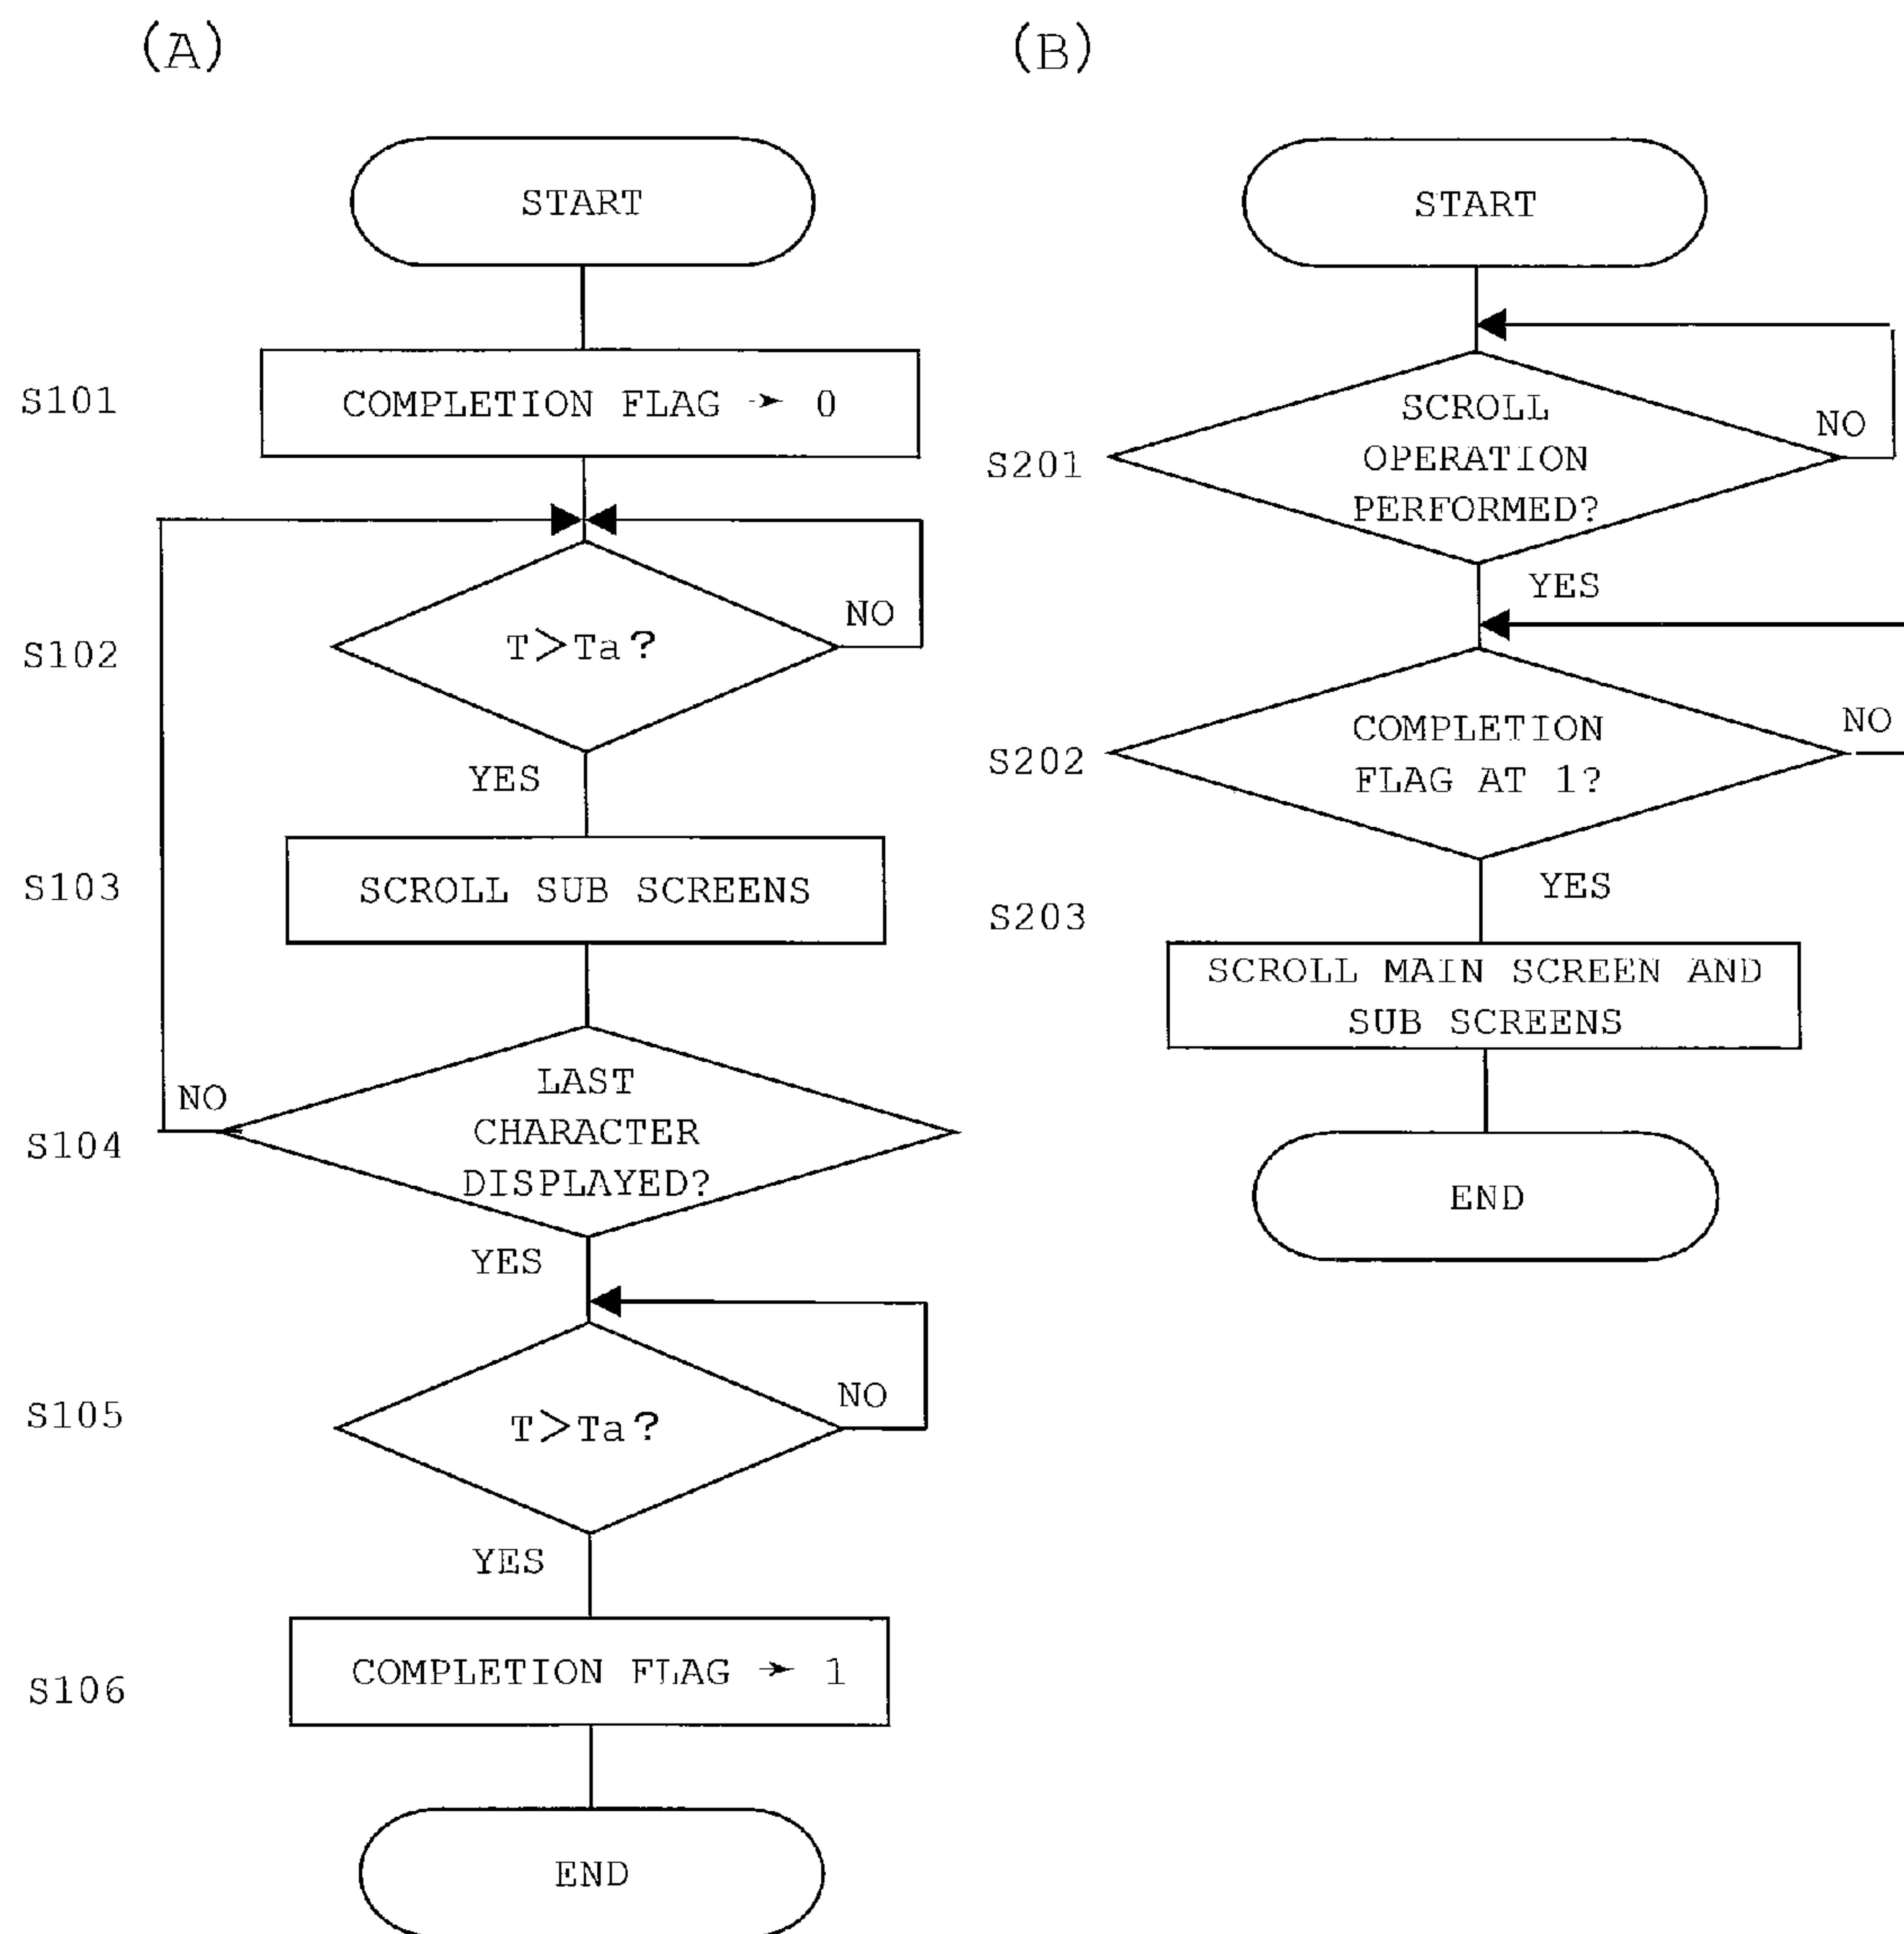 (A)
START
S101
COMPLETION FLAG → 0
S102
T>Ta?
NO
YES
S103
SCROLL SUB SCREENS
NO
S104
LAST
CHARACTER
DISPLAYED?
YES
S105
T>Ta?
NO
YES
S106
COMPLETION FLAG → 1
END
(B)
START
S201
SCROLL
OPERATION
PERFORMED?
NO
YES
S202
COMPLETION
FLAG AT 1?
NO
YES
S203
SCROLL MAIN SCREEN AND
SUB SCREENS
END